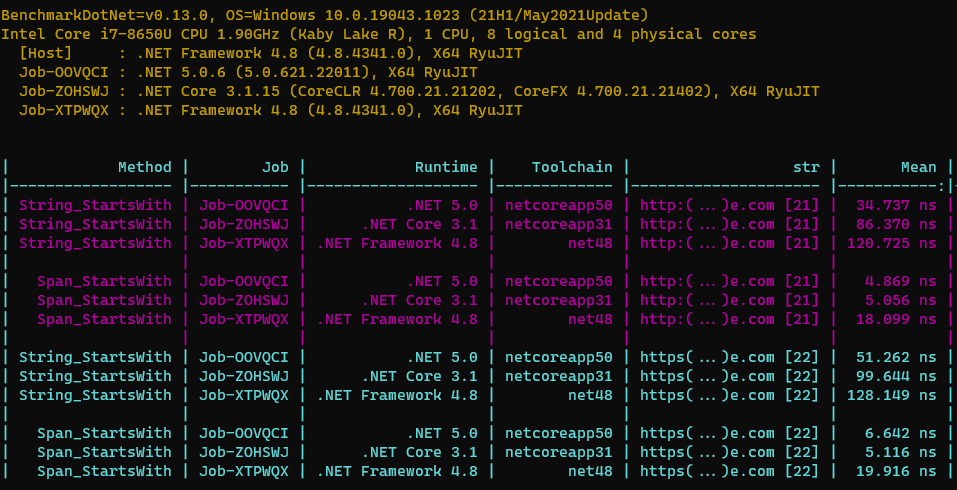 BenchmarkDotNet=v0.13.0, OS=Windows 10.0.19043.1023 (21H1/May2021Update)
Intel Core i7-8650U CPU 1.90GHz (Kaby Lake R), 1 CPU, 8 logical and 4 physical cores
  [Host]     : .NET Framework 4.8 (4.8.4341.0), X64 RyuJIT
  Job-OOVQCI : .NET 5.0.6 (5.0.621.22011), X64 RyuJIT
  Job-ZOHSWJ : .NET Core 3.1.15 (CoreCLR 4.700.21.21202, CoreFX 4.700.21.21402), X64 RyuJIT
  Job-XTPWQX : .NET Framework 4.8 (4.8.4341.0), X64 RyuJIT
|            Method |        Job |            Runtime |     Toolchain |                   str |       Mean |
|------------------ |----------- |------------------- |-------------- |---------------------- |-----------:|
| String_StartsWith | Job-OOVQCI |           .NET 5.0 | netcoreapp50 | http:(...)e.com [21] |  34.737 ns |
| String_StartsWith | Job-ZOHSWJ |      .NET Core 3.1 | netcoreapp31 | http:(...)e.com [21] |  86.370 ns |
| String_StartsWith | Job-XTPWQX | .NET Framework 4.8 |        net48 | http:(...)e.com [21] | 120.725 ns |
|                   |            |                    |              |                      |            |
|   Span_StartsWith | Job-OOVQCI |           .NET 5.0 | netcoreapp50 | http:(...)e.com [21] |   4.869 ns |
|   Span_StartsWith | Job-ZOHSWJ |      .NET Core 3.1 | netcoreapp31 | http:(...)e.com [21] |   5.056 ns |
|   Span_StartsWith | Job-XTPWQX | .NET Framework 4.8 |        net48 | http:(...)e.com [21] |  18.099 ns |
|                   |            |                    |              |                      |            |
| String_StartsWith | Job-OOVQCI |           .NET 5.0 | netcoreapp50 | https(...)e.com [22] |  51.262 ns |
| String_StartsWith | Job-ZOHSWJ |      .NET Core 3.1 | netcoreapp31 | https(...)e.com [22] |  99.644 ns |
| String_StartsWith | Job-XTPWQX | .NET Framework 4.8 |        net48 | https(...)e.com [22] | 128.149 ns |
|                   |            |                    |              |                      |            |
|   Span_StartsWith | Job-OOVQCI |           .NET 5.0 | netcoreapp50 | https(...)e.com [22] |   6.642 ns |
|   Span_StartsWith | Job-ZOHSWJ |      .NET Core 3.1 | netcoreapp31 | https(...)e.com [22] |   5.116 ns |
|   Span_StartsWith | Job-XTPWQX | .NET Framework 4.8 |        net48 | https(...)e.com [22] |  19.916 ns |